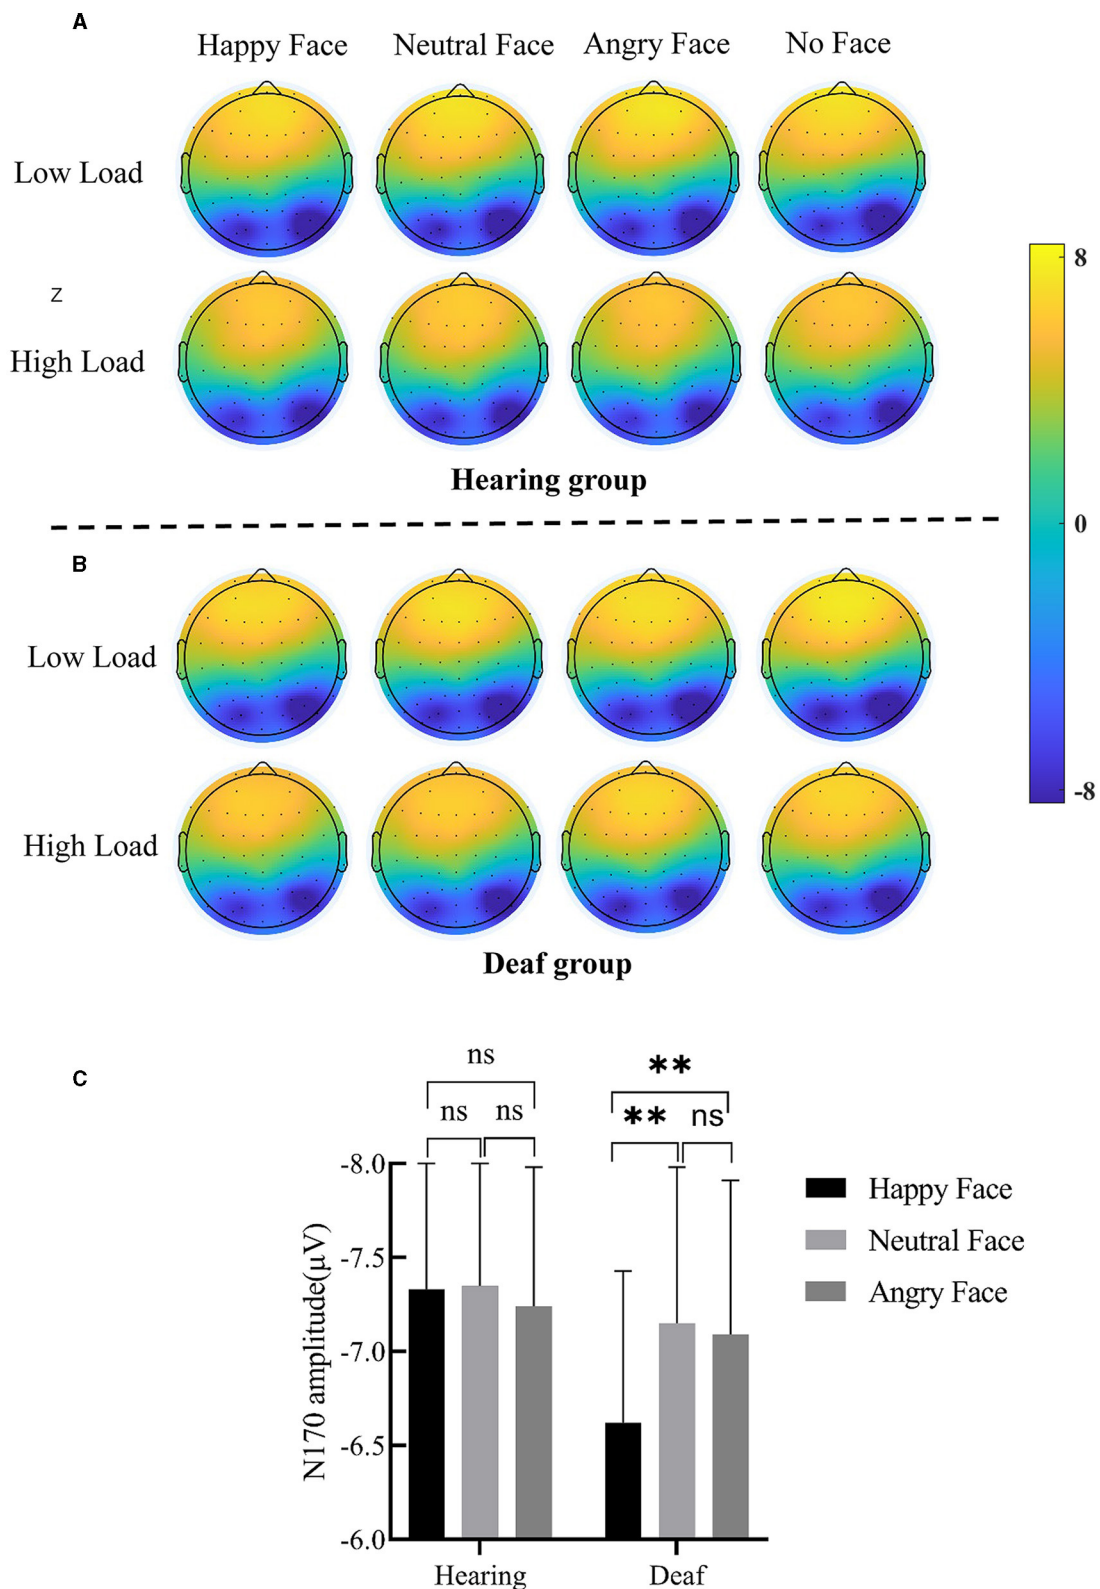 A
Happy Face Neutral Face Angry Face No Face
Low Load
Z
High Load
8
0
-8
Hearing group
B
Low Load
High Load
Deaf group
C
ns
**
ns ns
** ns
-8.0
-7.5
-7.0
-6.5
-6.0
N170 amplitude(μV)
Hearing Deaf
Happy Face
Neutral Face
Angry Face